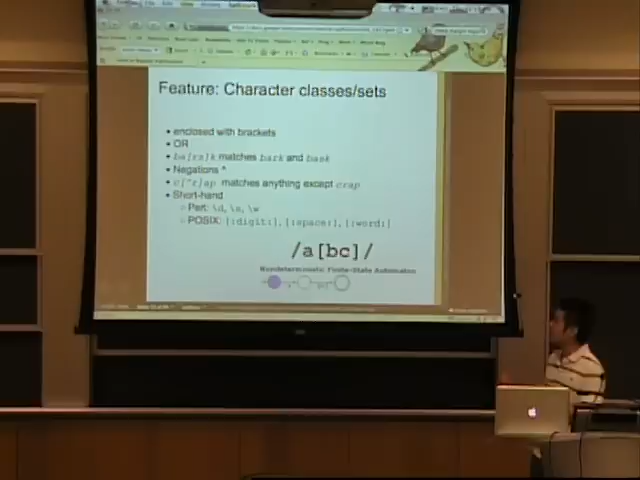 Feature: Character classes/sets
• enclosed with brackets
• OR
• ba[rs]k matches bark and bask
• Negations ^
• c[^r]ap matches anything except crap
• Short-hand
○ Perl: \d, \s, \w
○ POSIX: [:digit:], [:space:], [:word:]
/a[bc]/
Nondeterministic Finite-State Automaton